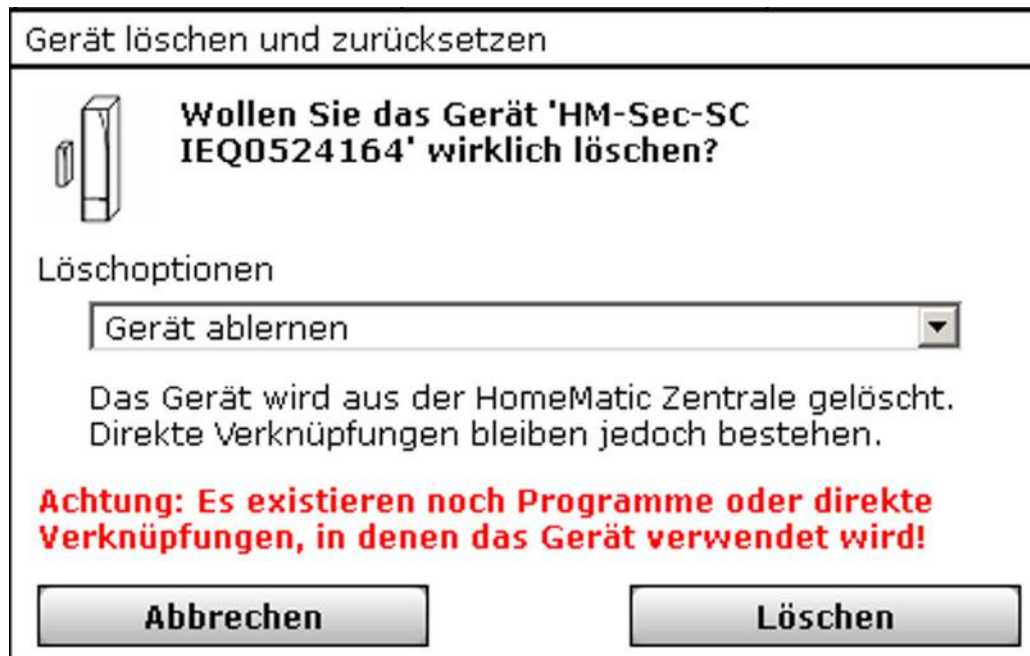 Gerät löschen und zurücksetzen
Wollen Sie das Gerät 'HM-Sec-SC
IEQ0524164' wirklich löschen?
Löschoptionen
Gerät ablernen
Das Gerät wird aus der HomeMatic Zentrale gelöscht.
Direkte Verknüpfungen bleiben jedoch bestehen.
Achtung: Es existieren noch Programme oder direkte
Verknüpfungen, in denen das Gerät verwendet wird!
Abbrechen
Löschen